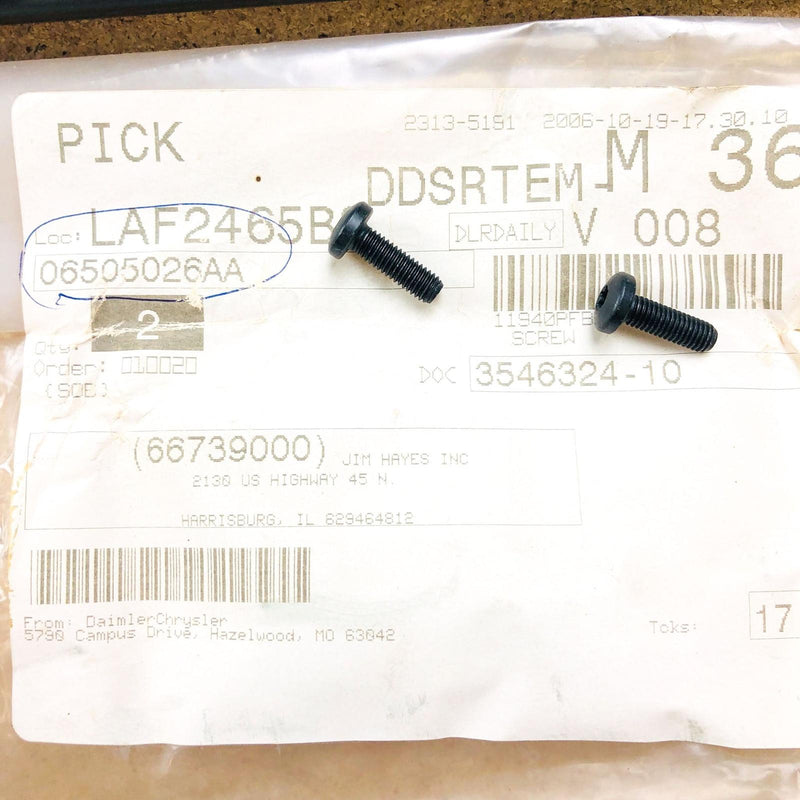 PICK
2313-5191 2006-10-19-17.30.10
DDSRTEM M 36
Loc: LAF2465B DLRDAILY V 008
06505026AA
Qty: 2
11940PFB
SCREW
Order: 010020
(SOE)
DOC 3546324-10
(66739000) JIM HAYES INC
2130 US HIGHWAY 45 N.
HARRISBURG, IL 629464812
From: DaimlerChrysler
5790 Campus Drive, Hazelwood, MO 63042
Tcks: 17